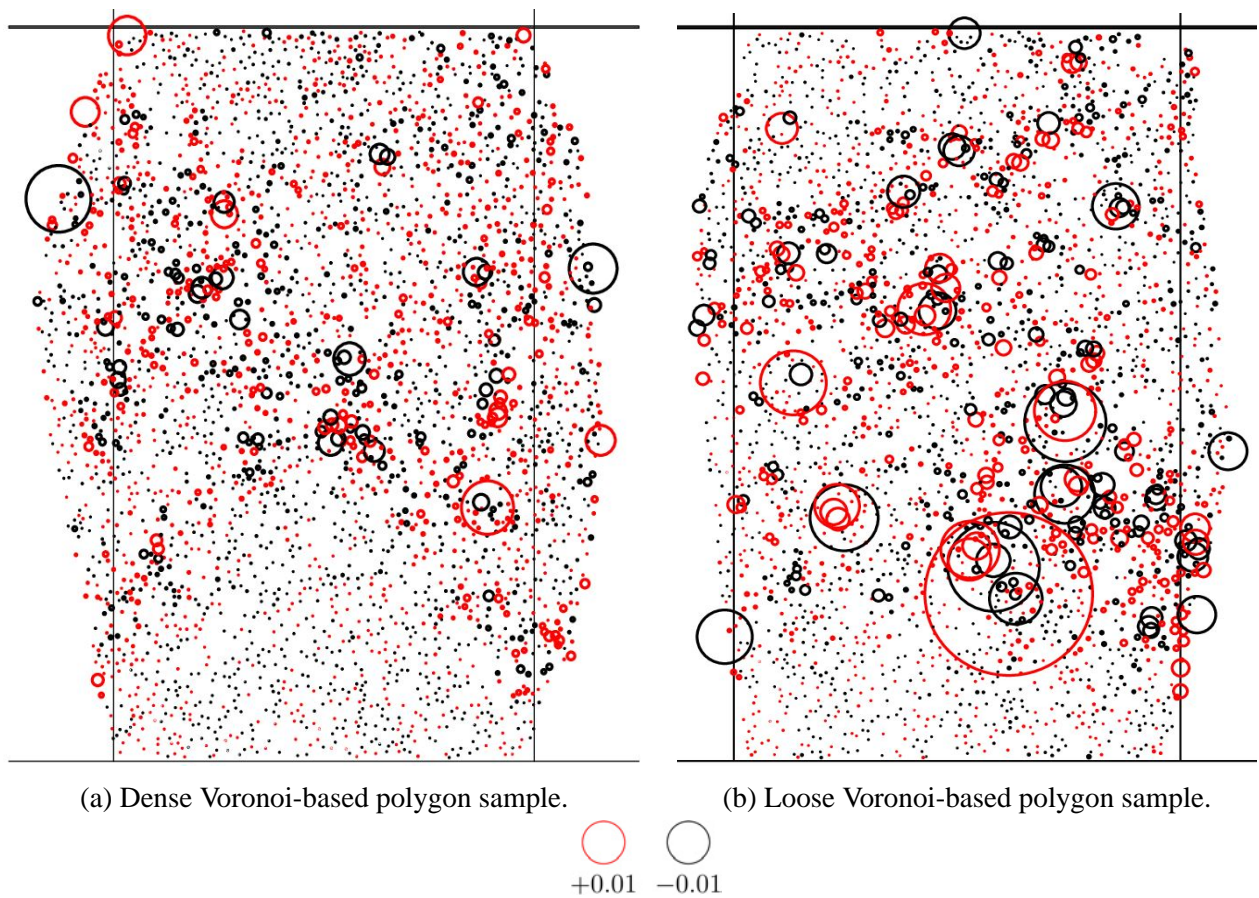 (a) Dense Voronoi-based polygon sample.
(b) Loose Voronoi-based polygon sample.
+0.01 −0.01